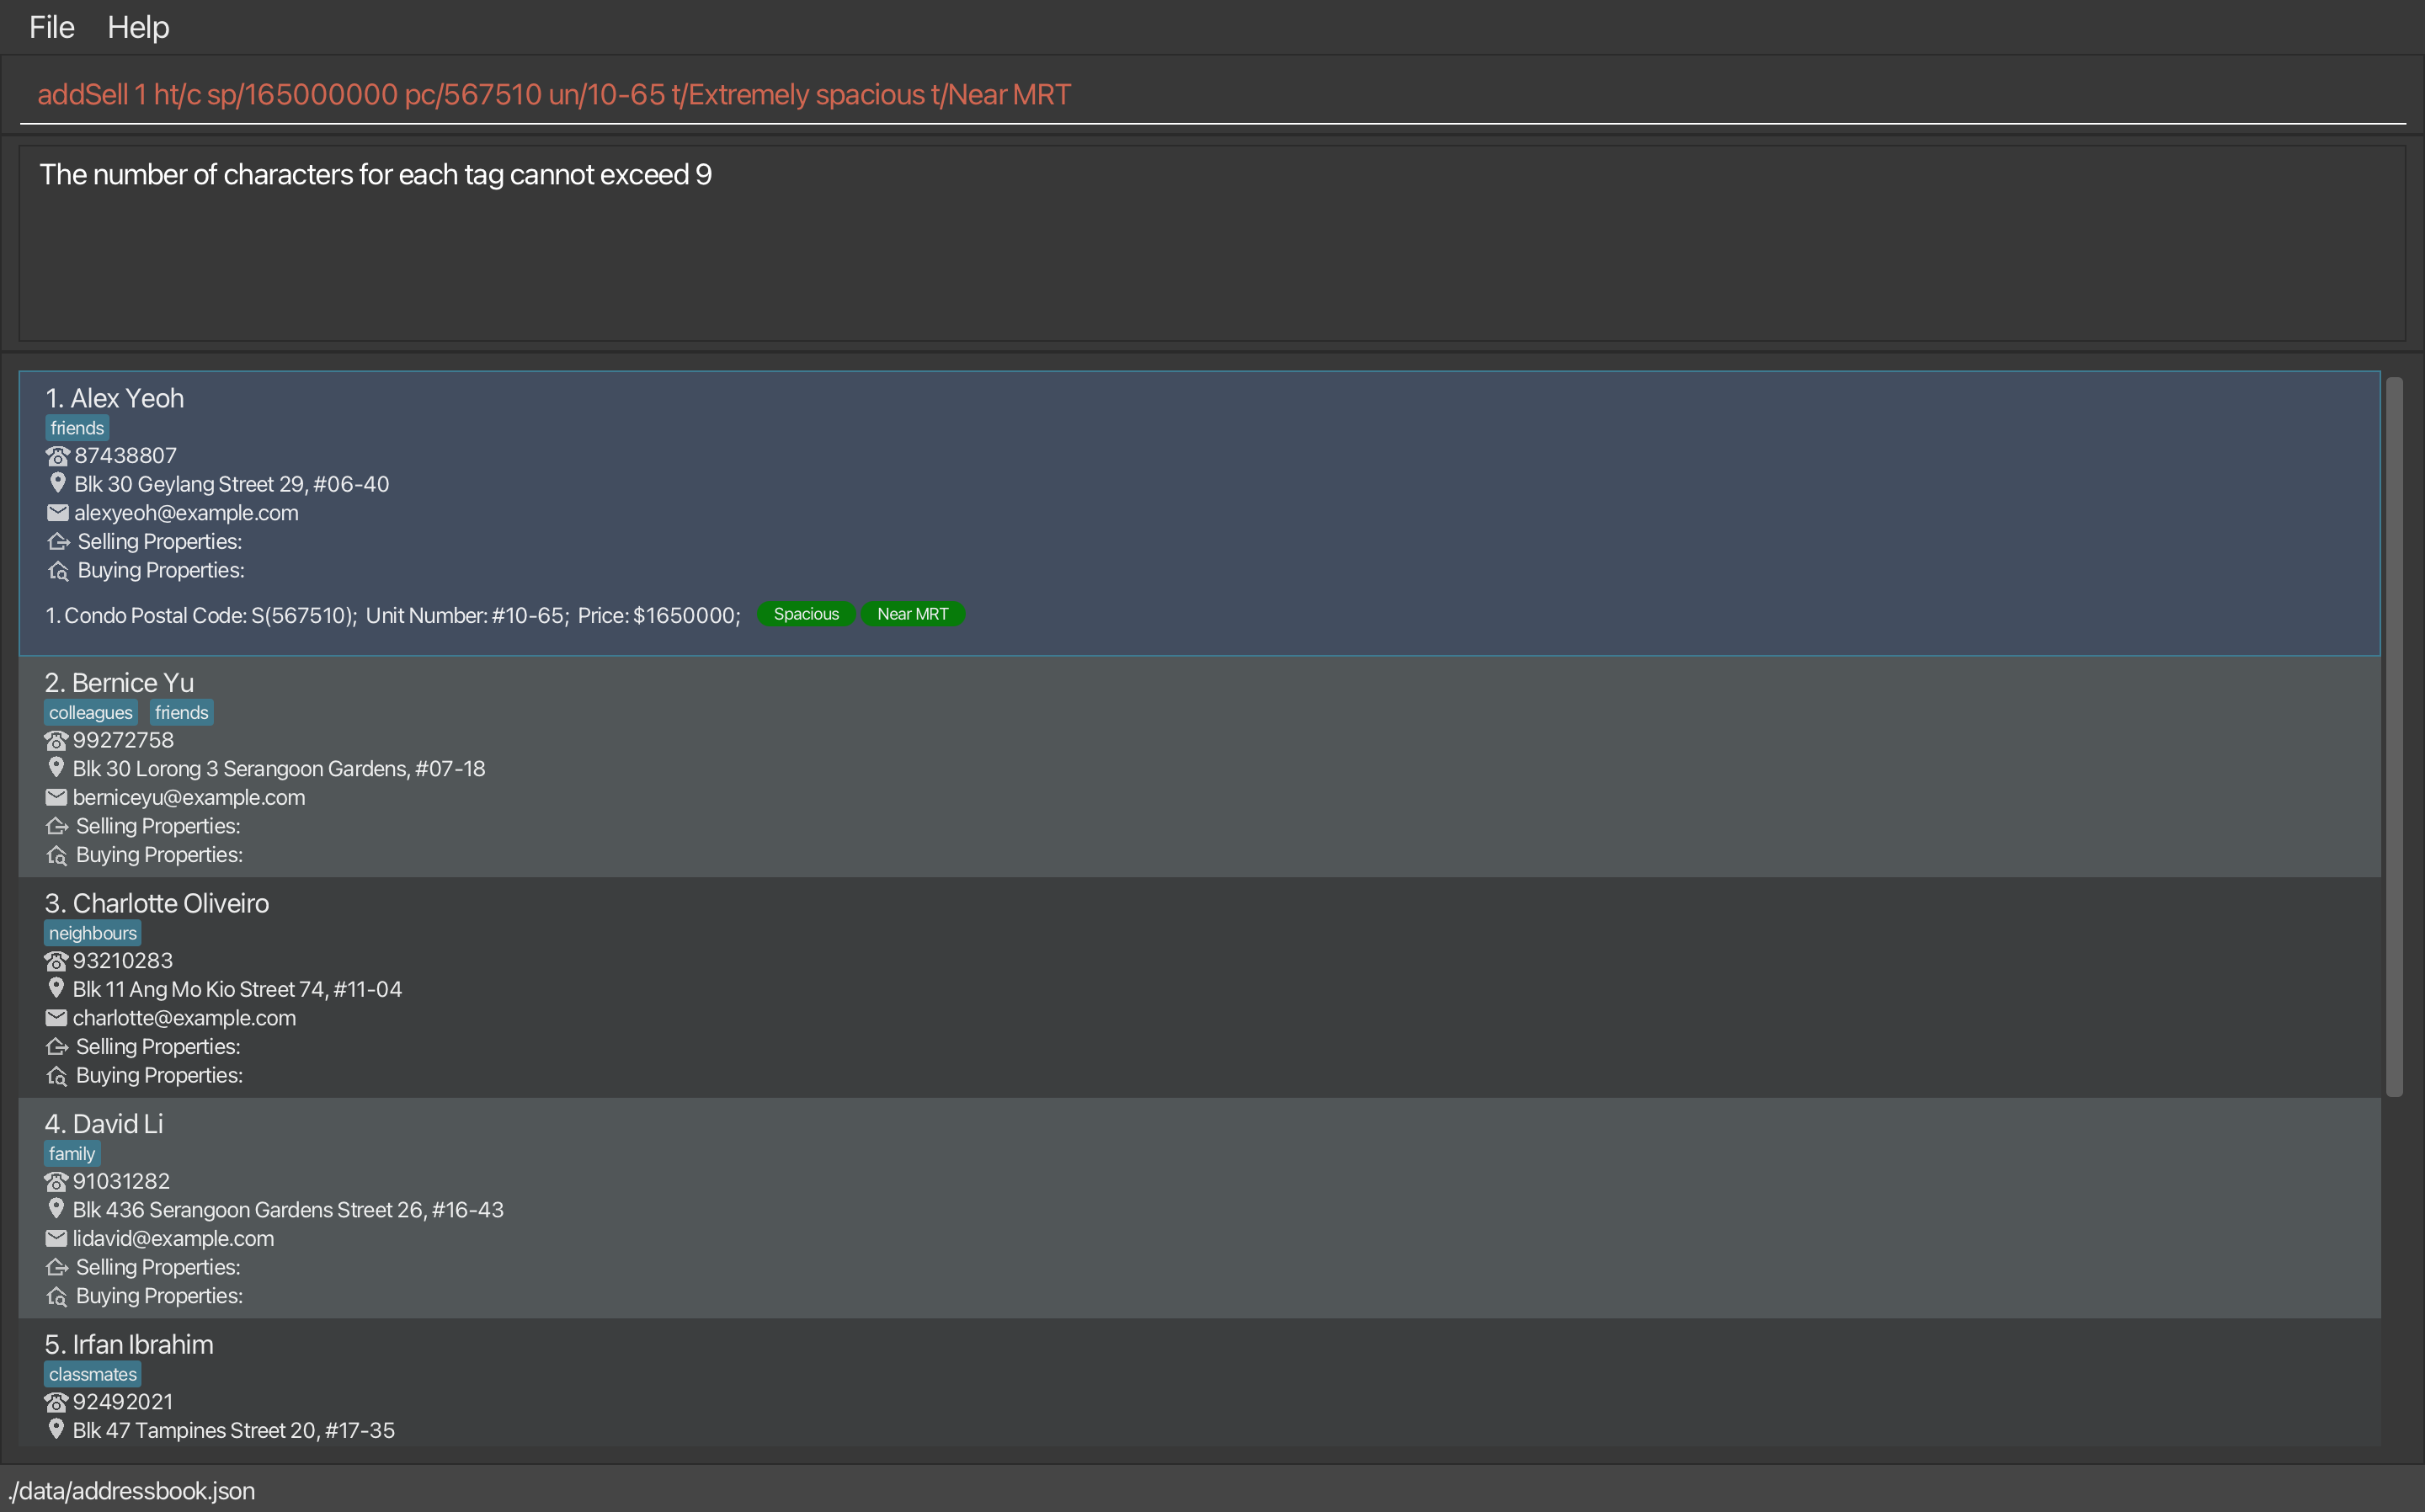 File Help
addSell 1 ht/c sp/165000000 pc/567510 un/10-65 t/Extremely spacious t/Near MRT
The number of characters for each tag cannot exceed 9
1. Alex Yeoh
friends
87438807
Blk 30 Geylang Street 29, #06-40
alexyeoh@example.com
Selling Properties:
Buying Properties:
1. Condo Postal Code: S(567510); Unit Number: #10-65; Price: $1650000; Spacious Near MRT
2. Bernice Yu
colleagues friends
99272758
Blk 30 Lorong 3 Serangoon Gardens, #07-18
berniceyu@example.com
Selling Properties:
Buying Properties:
3. Charlotte Oliveiro
neighbours
93210283
Blk 11 Ang Mo Kio Street 74, #11-04
charlotte@example.com
Selling Properties:
Buying Properties:
4. David Li
family
91031282
Blk 436 Serangoon Gardens Street 26, #16-43
lidavid@example.com
Selling Properties:
Buying Properties:
5. Irfan Ibrahim
classmates
92492021
Blk 47 Tampines Street 20, #17-35
./data/addressbook.json